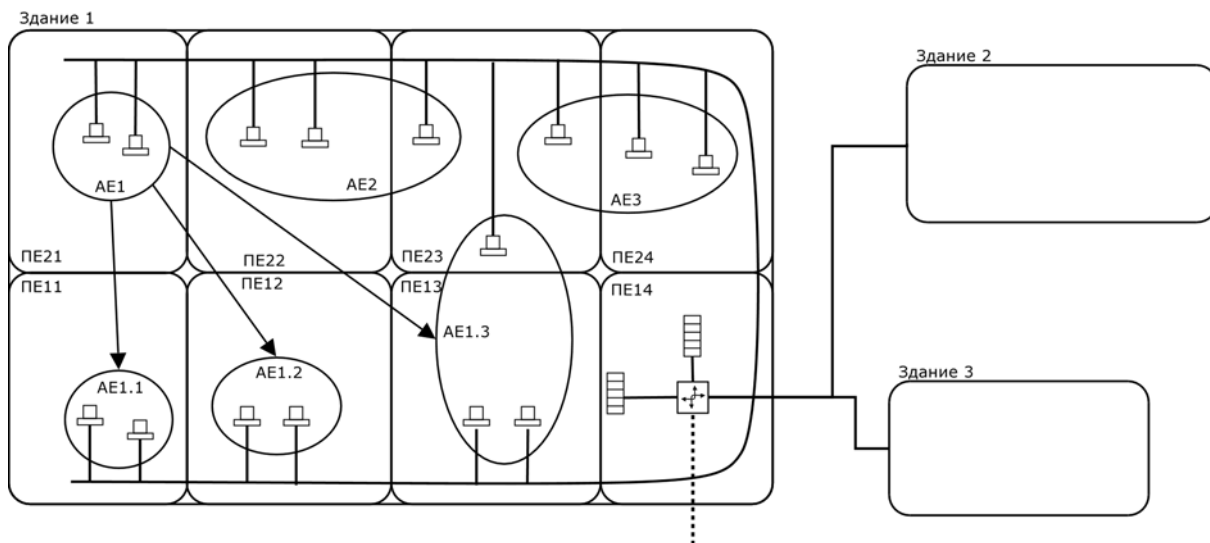 Здание 1
Здание 2
АЕ1
АЕ2
АЕ3
ПЕ21
ПЕ22
ПЕ23
ПЕ24
ПЕ11
ПЕ12
ПЕ13
ПЕ14
АЕ1.3
АЕ1.1
АЕ1.2
Здание 3